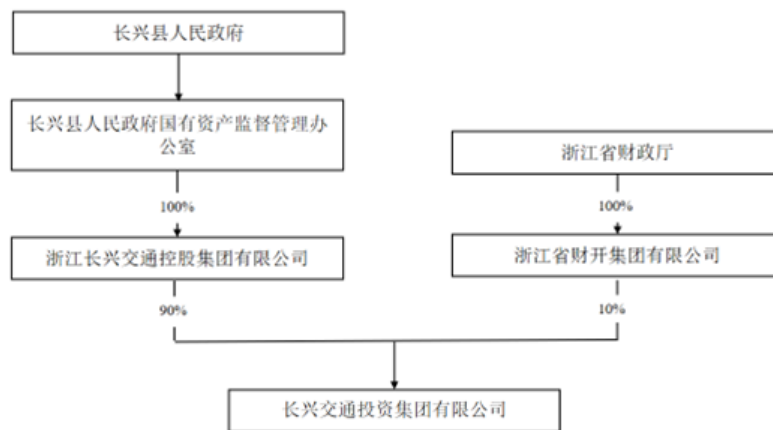 长兴县人民政府
长兴县人民政府国有资产监督管理办
公室
浙江省财政厅
100%
100%
浙江长兴交通控股集团有限公司
浙江省财开集团有限公司
90%
10%
长兴交通投资集团有限公司